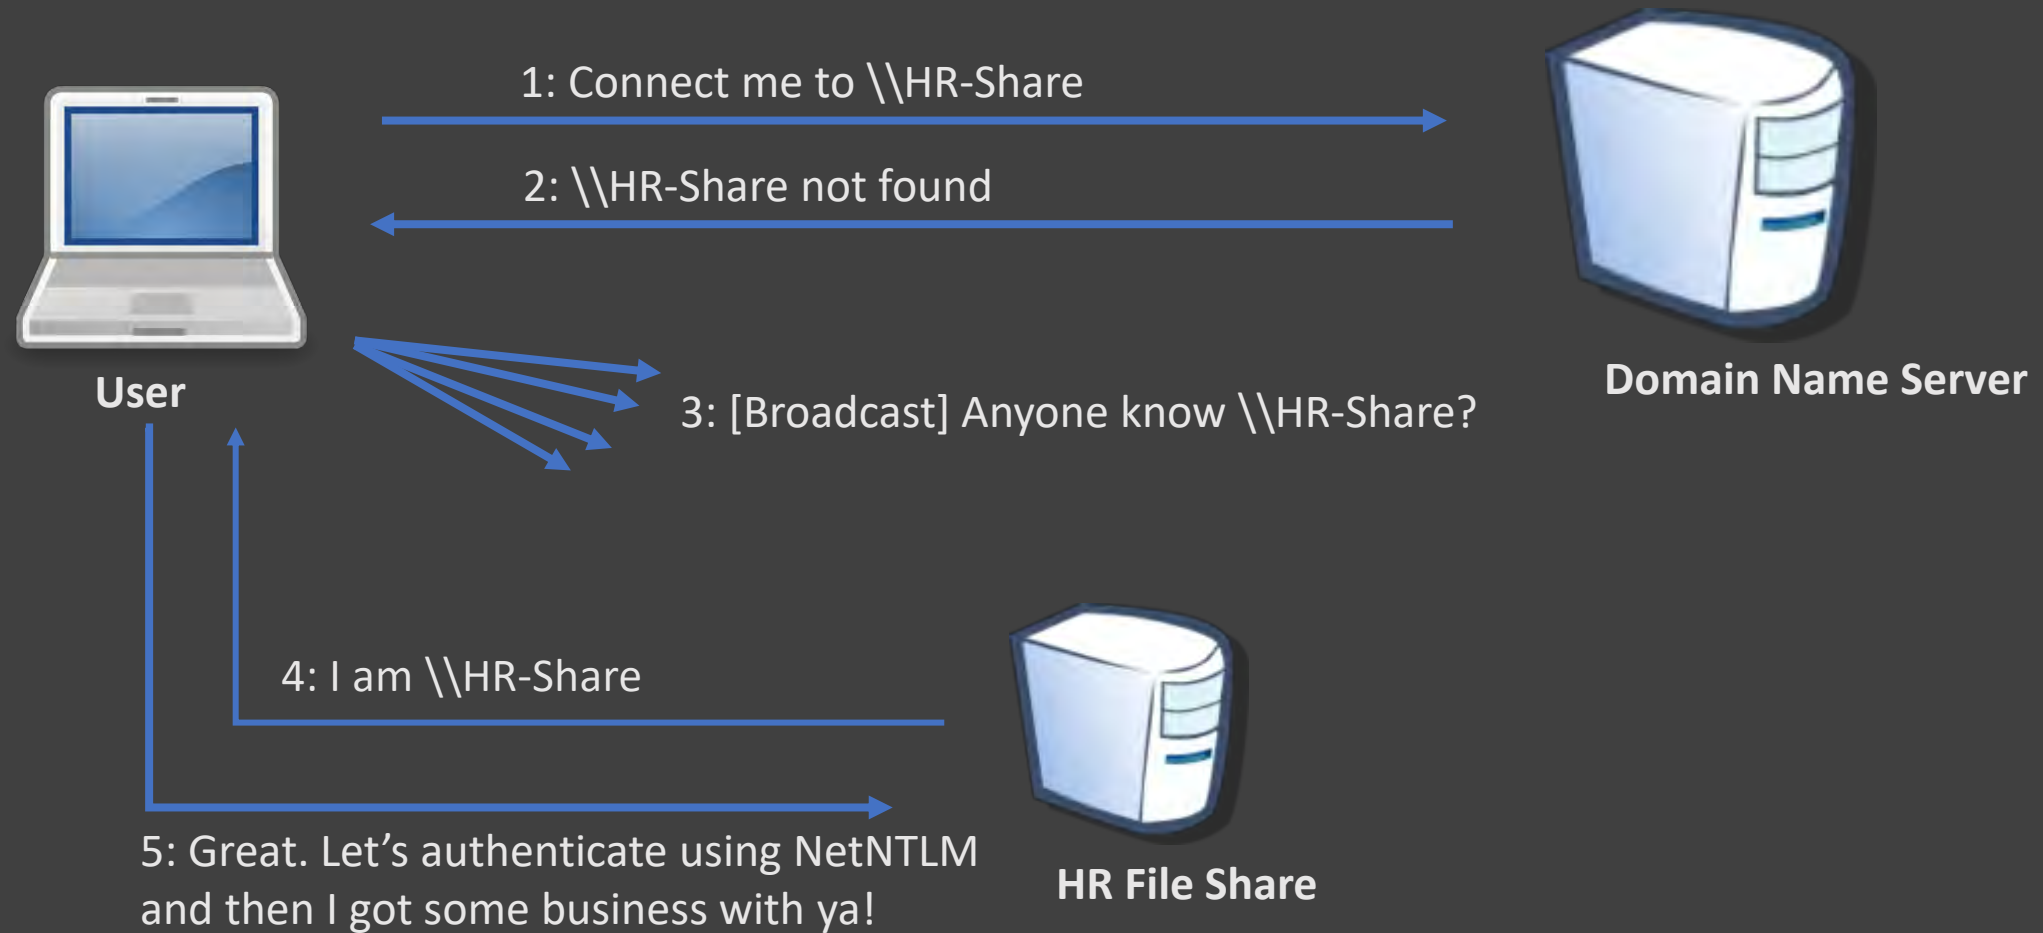 1: Connect me to \\HR-Share
2: \\HR-Share not found
User
Domain Name Server
3: [Broadcast] Anyone know \\HR-Share?
4: I am \\HR-Share
5: Great. Let’s authenticate using NetNTLM
and then I got some business with ya!
HR File Share